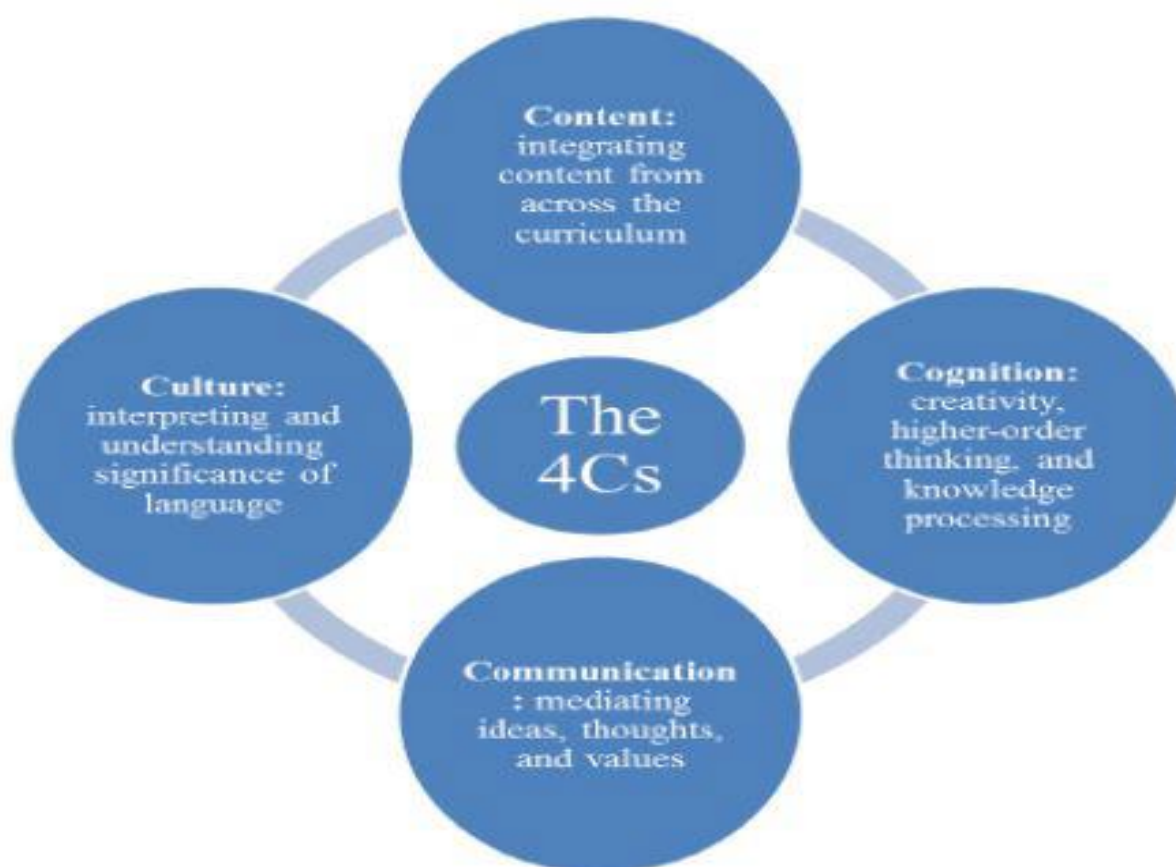 Content:
integrating
content from
across the
curriculum
Culture:
interpreting and
understanding
significance of
language
The
4Cs
Cognition:
creativity,
higher-order
thinking, and
knowledge
processing
Communication
: mediating
ideas, thoughts,
and values